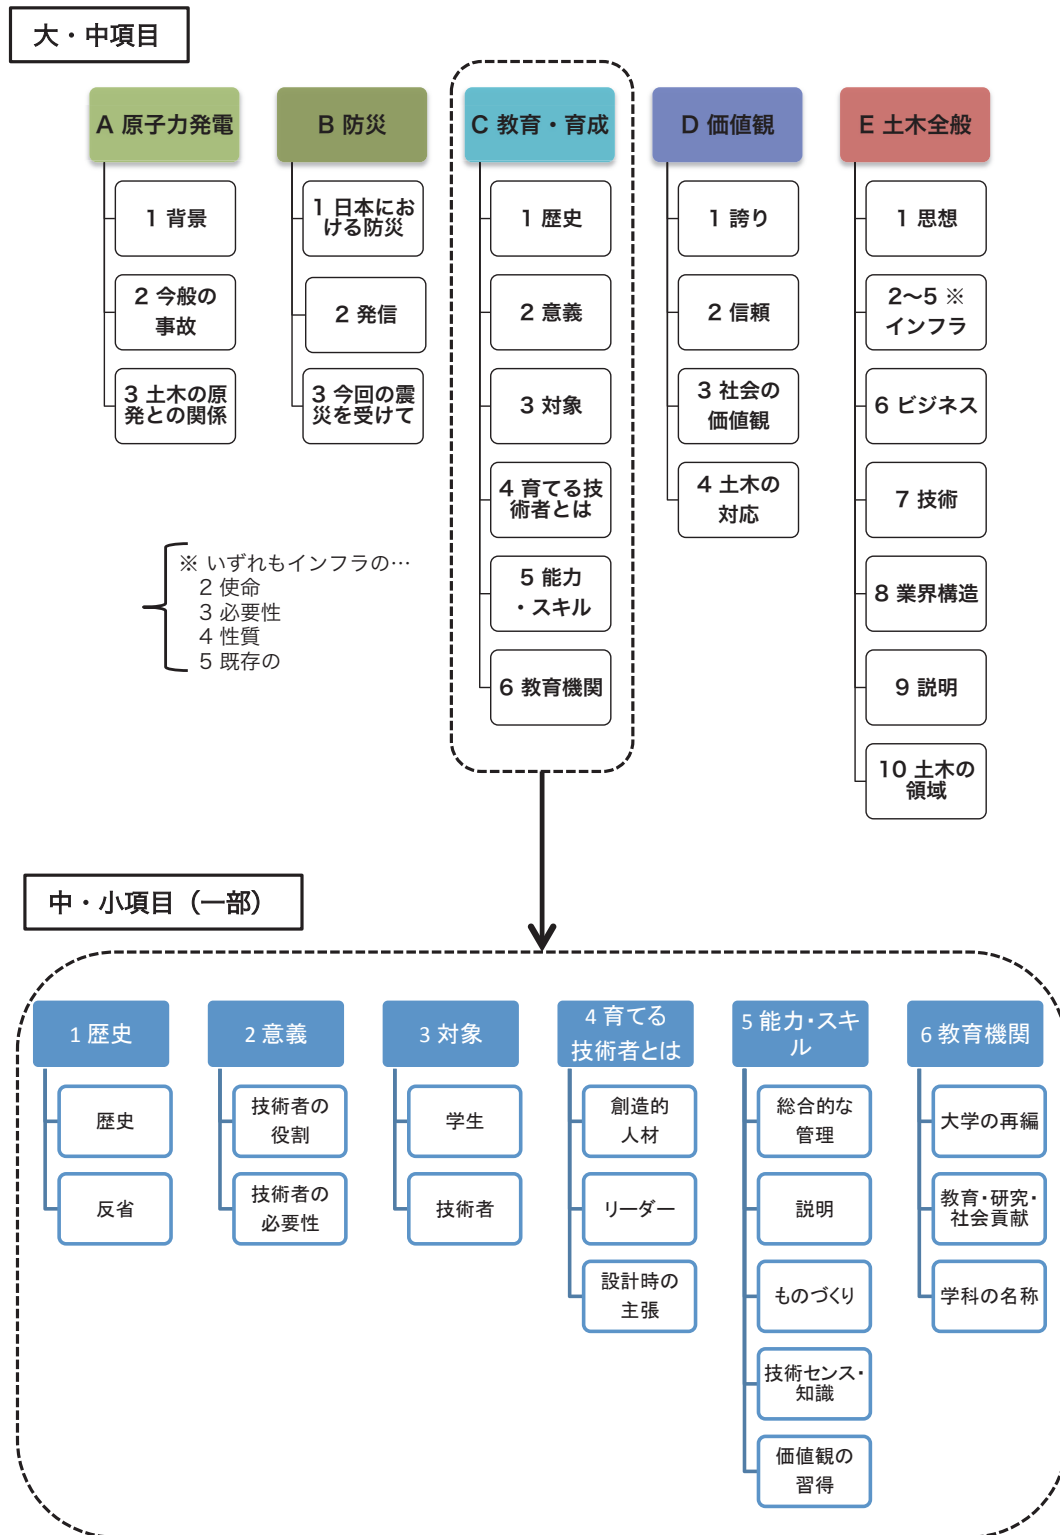 大・中項目
A 原子力発電
1 背景
2 今般の
事故
3 土木の原
発との関係
B 防災
1 日本にお
ける防災
2 発信
3 今回の震
災を受けて
C 教育・育成
1 歴史
2 意義
3 対象
4 育てる技
術者とは
5 能力
・スキル
6 教育機関
D 価値観
1 誇り
2 信頼
3 社会の
価値観
4 土木の
対応
E 土木全般
1 思想
2〜5 ※
インフラ
6 ビジネス
7 技術
8 業界構造
9 説明
10 土木の
領域
※ いずれもインフラの…
2 使命
3 必要性
4 性質
5 既存の
中・小項目（一部）
1 歴史
歴史
反省
2 意義
技術者の
役割
技術者の
必要性
3 対象
学生
技術者
4 育てる
技術者とは
創造的
人材
リーダー
設計時の
主張
5 能力・スキ
ル
総合的な
管理
説明
ものづくり
技術センス・
知識
価値観の
習得
6 教育機関
大学の再編
教育・研究・
社会貢献
学科の名称